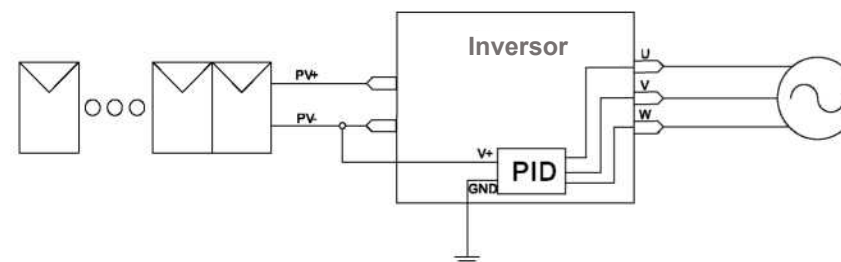 Inversor
PV+
PV-
U
V
W
V+
GND
PID